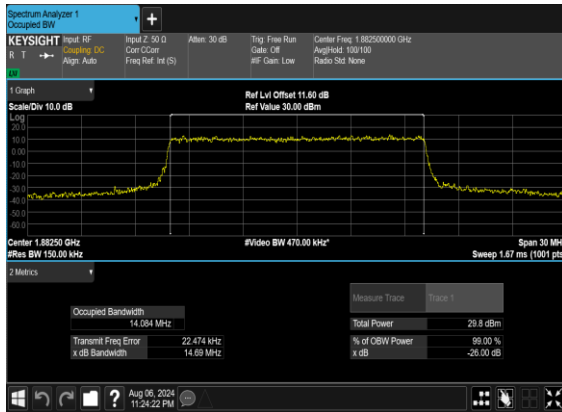 Spectrum Analyzer 1
Occupied BW
+
KEYSIGHT Input: RF Input Z: 50 Ω Atten: 30 dB Trig: Free Run Center Freq: 1.882500000 GHz
R T Coupling: DC Corr CCorr Gate: Off Avg|Hold: 100/100
Align: Auto Freq Ref: Int (S) #IF Gain: Low Radio Std: None
1 Graph
Scale/Div 10.0 dB Ref Lvl Offset 11.60 dB
Ref Value 30.00 dBm
Log
20.0
10.0
0.00
-10.0
-20.0
-30.0
-40.0
-50.0
-60.0
Center 1.88250 GHz #Video BW 470.00 kHz* Span 30 MH
#Res BW 150.00 kHz Sweep 1.67 ms (1001 pts
2 Metrics
Measure Trace Trace 1
Occupied Bandwidth
14.084 MHz Total Power 29.8 dBm
Transmit Freq Error 22.474 kHz % of OBW Power 99.00 %
x dB Bandwidth 14.69 MHz x dB -26.00 dB
? Aug 06, 2024
11:24:22 PM